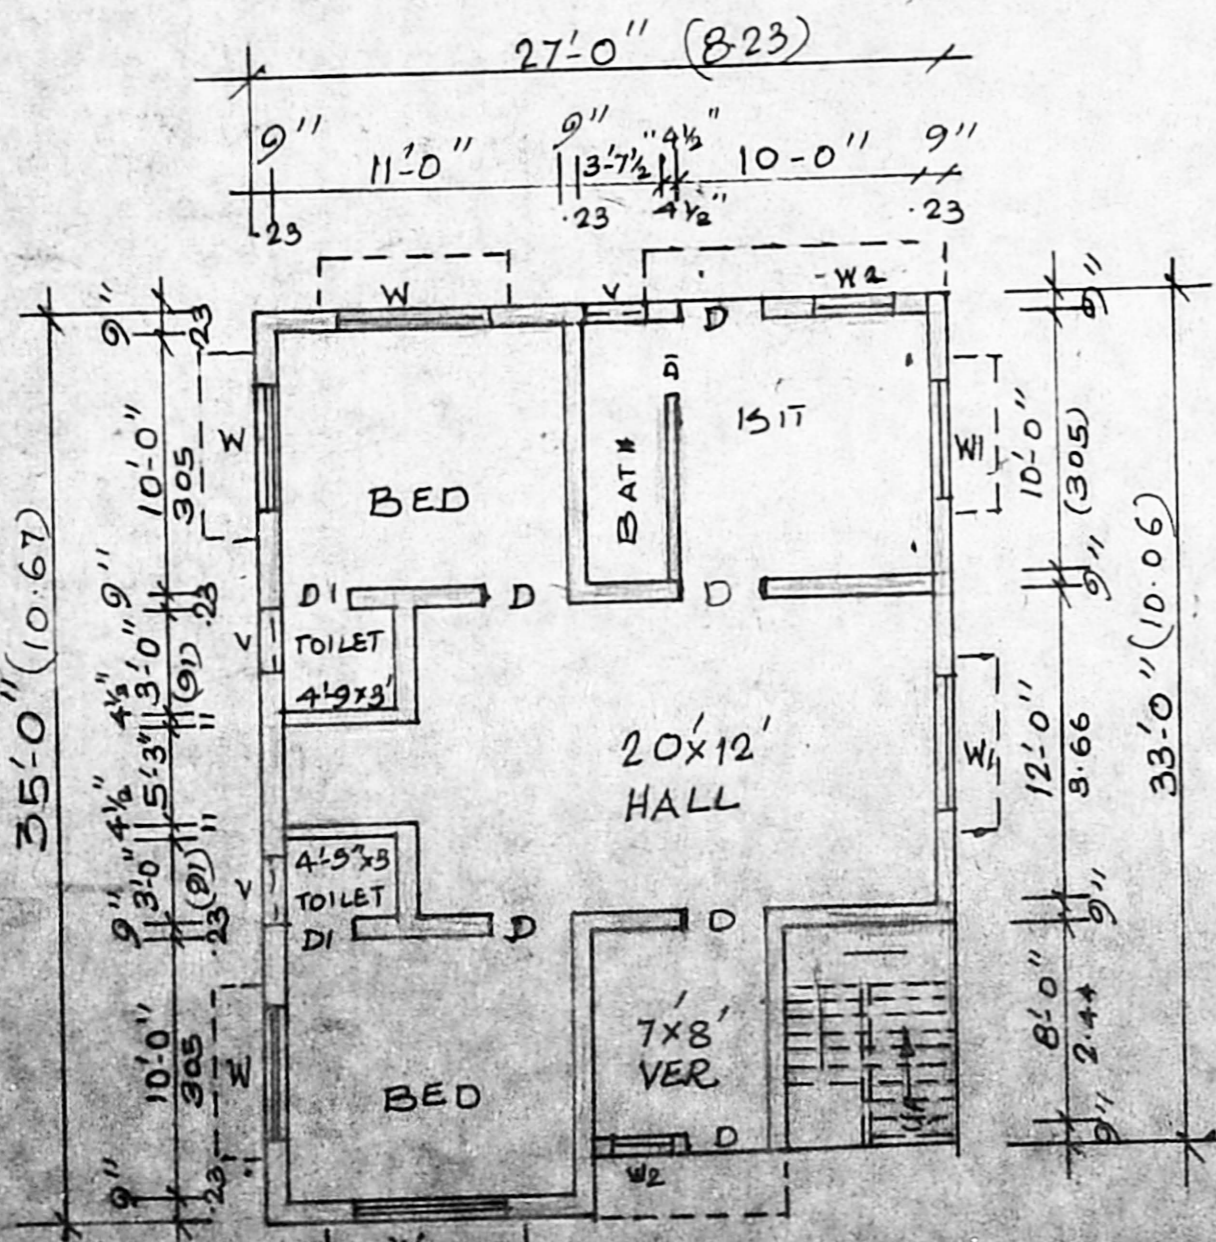 27'-0" (8.23)
9" 11'-0" 9" 3'-7½" 4½" 10-0" 9"
.23 .23 4½" .23
W V D W2
9" .23 9"
D
W BED BATH KIT W1
10'-0" 305 10'-0" (305)
35'-0" (10.67) 33'-0" (10.06)
9" .23 9"
D1 D D
V TOILET
3'-0" (91)
4'-9x3'
4½" "
5'-3" 20'x12' W1 12'-0" 3.66
HALL
4½" "
3'-0" (91) 4'-9"x3
V TOILET
9" .23 D1 D D 9"
W 7'x8' 8'-0" 2.44
10'-0" 305 VER
BED UP
D 9"
W2
9" .23
W